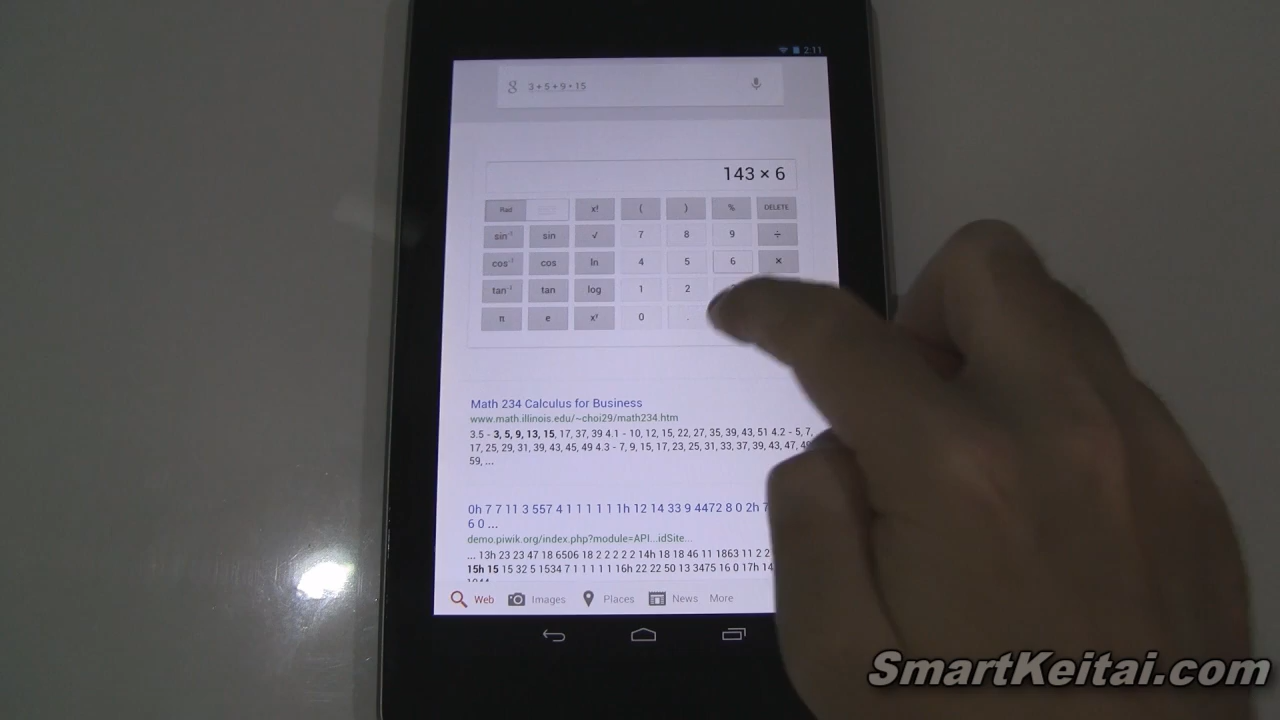 2:11
3 + 5 + 9 * 15
143 × 6
Rad x! ( ) % DELETE
sin⁻¹ sin √ 7 8 9 ÷
cos⁻¹ cos ln 4 5 6 ×
tan⁻¹ tan log 1 2
π e xʸ 0 .
Math 234 Calculus for Business
www.math.illinois.edu/~choi29/math234.htm
3.5 - 3, 5, 9, 13, 15, 17, 37, 39 4.1 - 10, 12, 15, 22, 27, 35, 39, 43, 51 4.2 - 5, 7,
17, 25, 29, 31, 39, 43, 45, 49 4.3 - 7, 9, 15, 17, 23, 25, 31, 33, 37, 39, 43, 47, 49
59, ...
0h 7 7 11 3 557 4 1 1 1 1 1 1h 12 14 33 9 4472 8 0 2h 7
6 0 ...
demo.piwik.org/index.php?module=API...idSite...
... 13h 23 23 47 18 6506 18 2 2 2 2 2 14h 18 18 46 11 1863 11 2 2
15h 15 15 32 5 1534 7 1 1 1 1 1 16h 22 22 50 13 3475 16 0 17h 14
Web Images Places News More
SmartKeitai.com